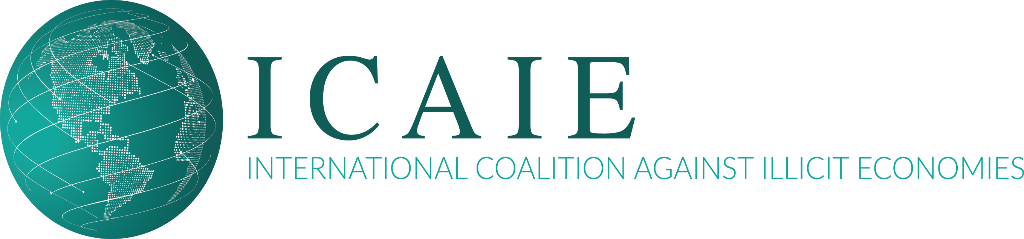 ICAIE
INTERNATIONAL COALITION AGAINST ILLICIT ECONOMIES